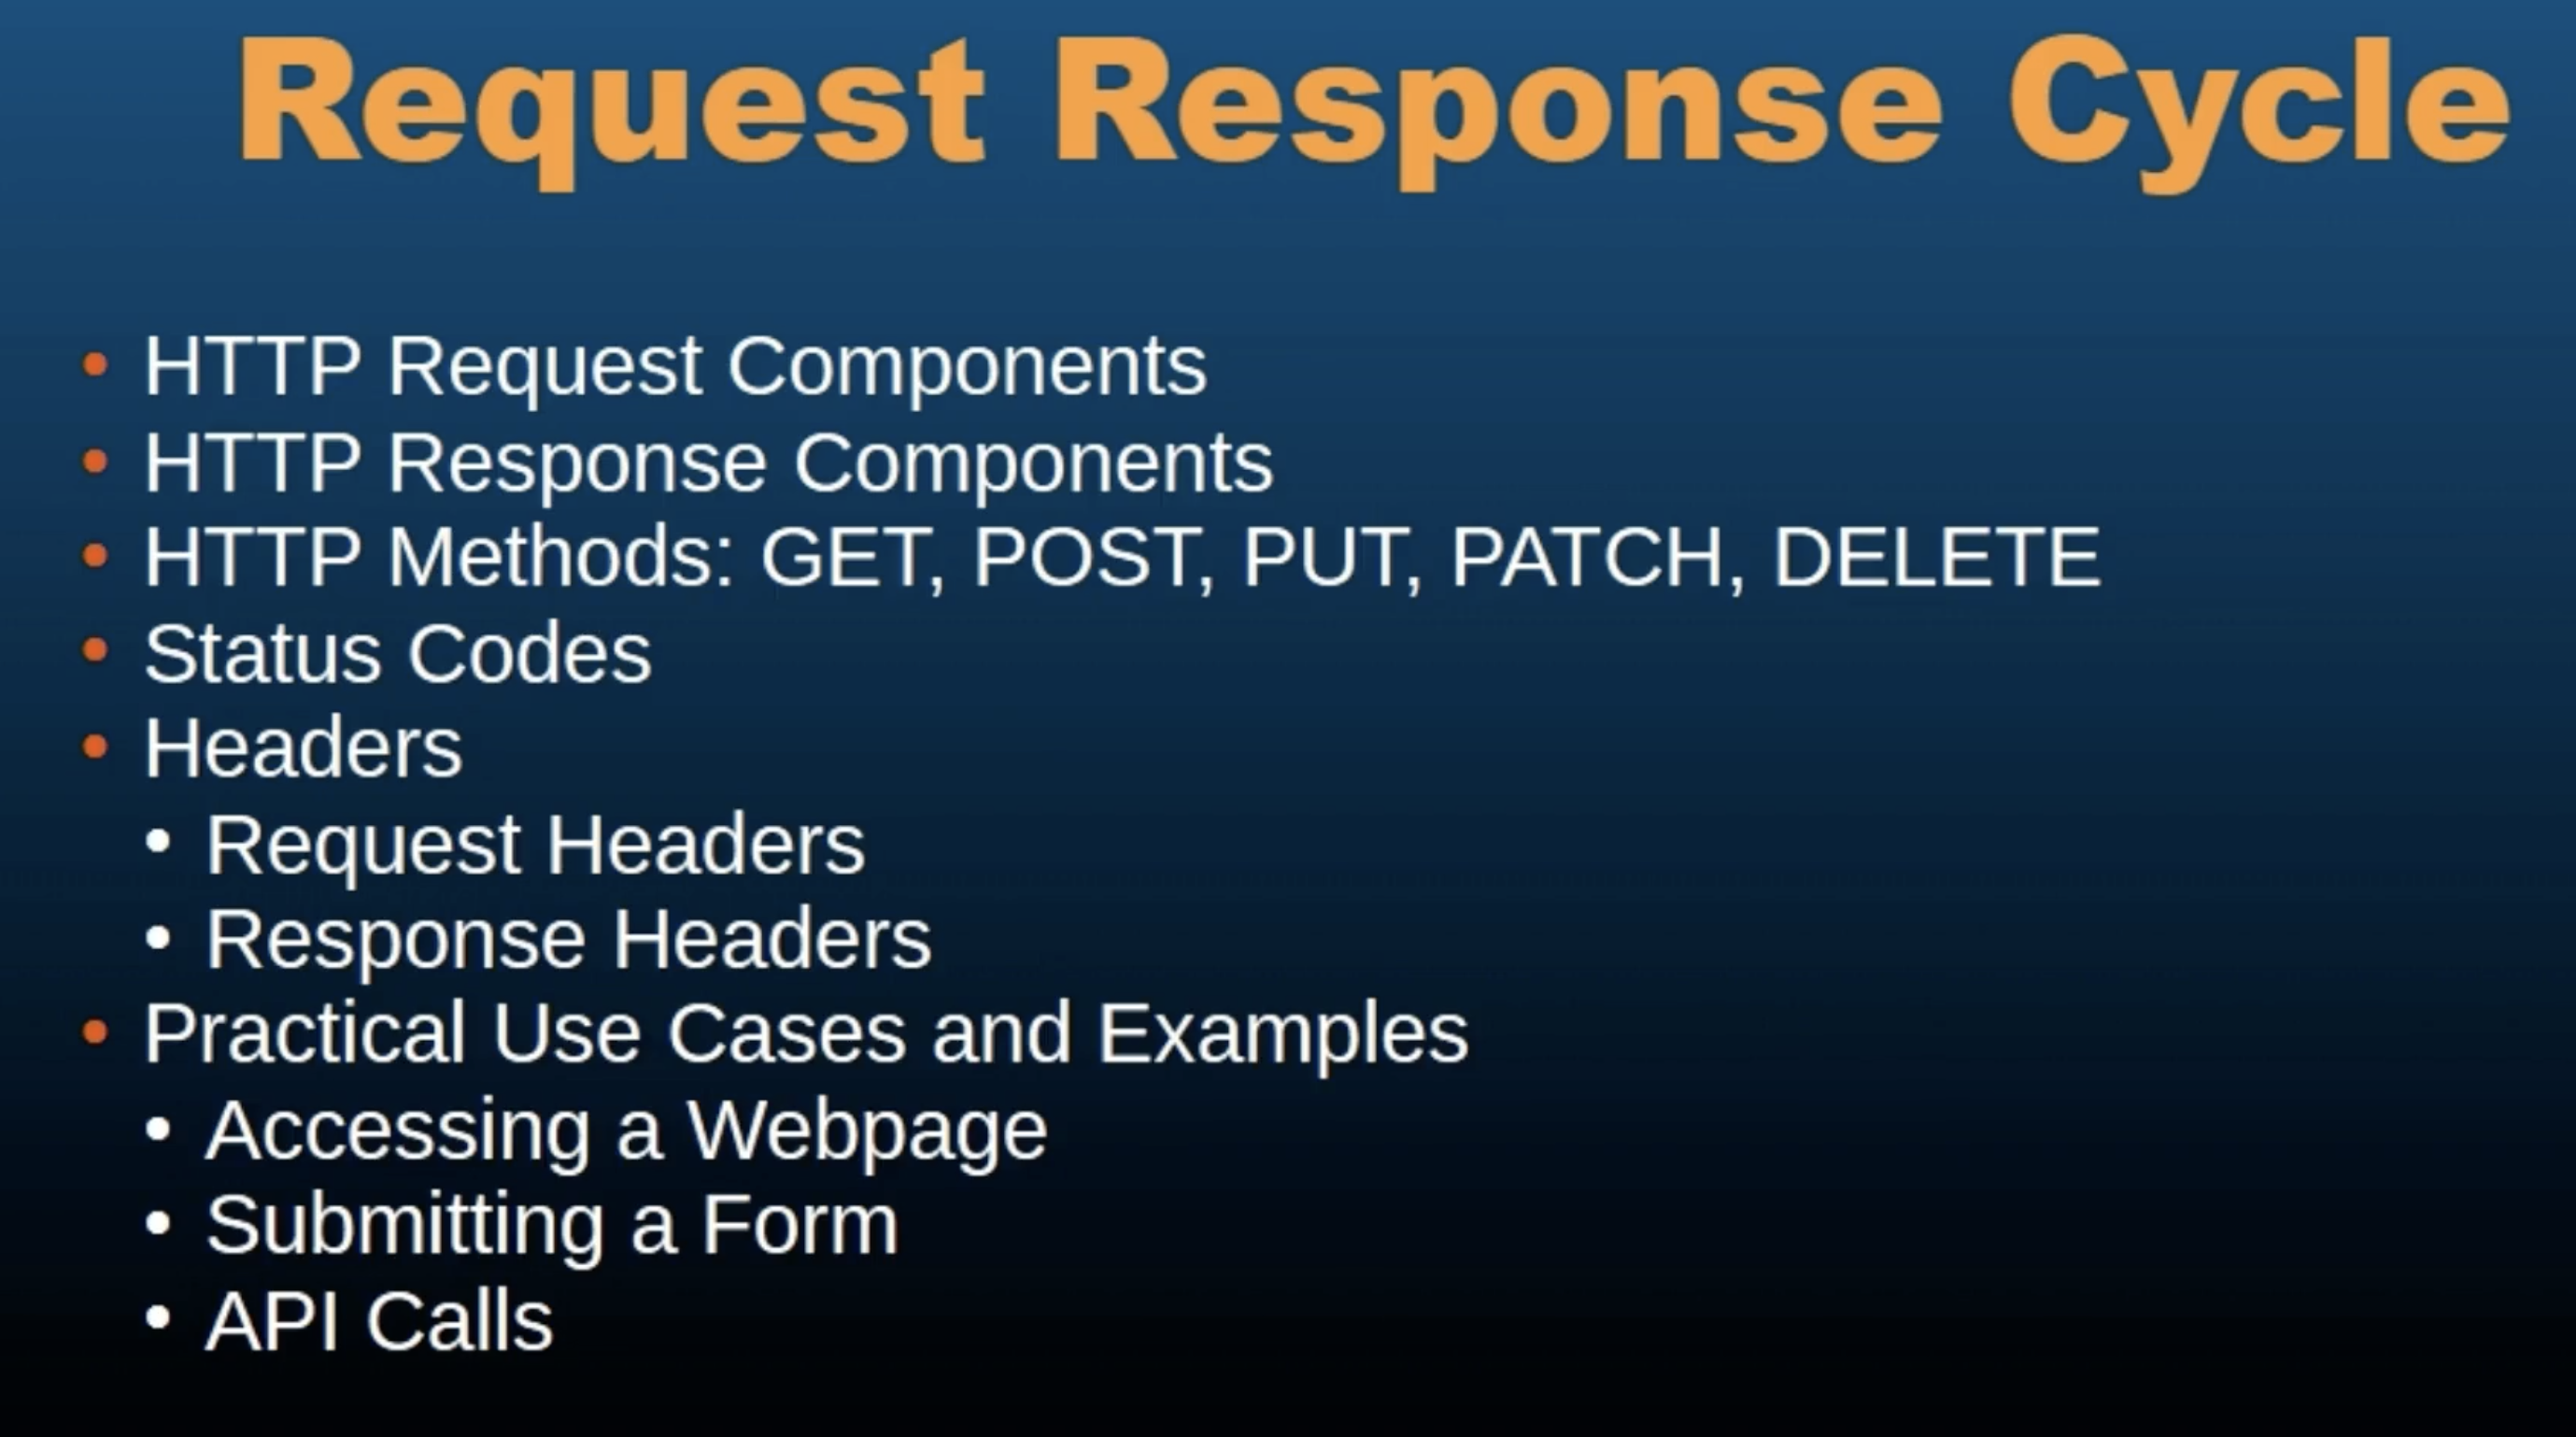 Request Response Cycle
• HTTP Request Components
• HTTP Response Components
• HTTP Methods: GET, POST, PUT, PATCH, DELETE
• Status Codes
• Headers
• Request Headers
• Response Headers
• Practical Use Cases and Examples
• Accessing a Webpage
• Submitting a Form
• API Calls